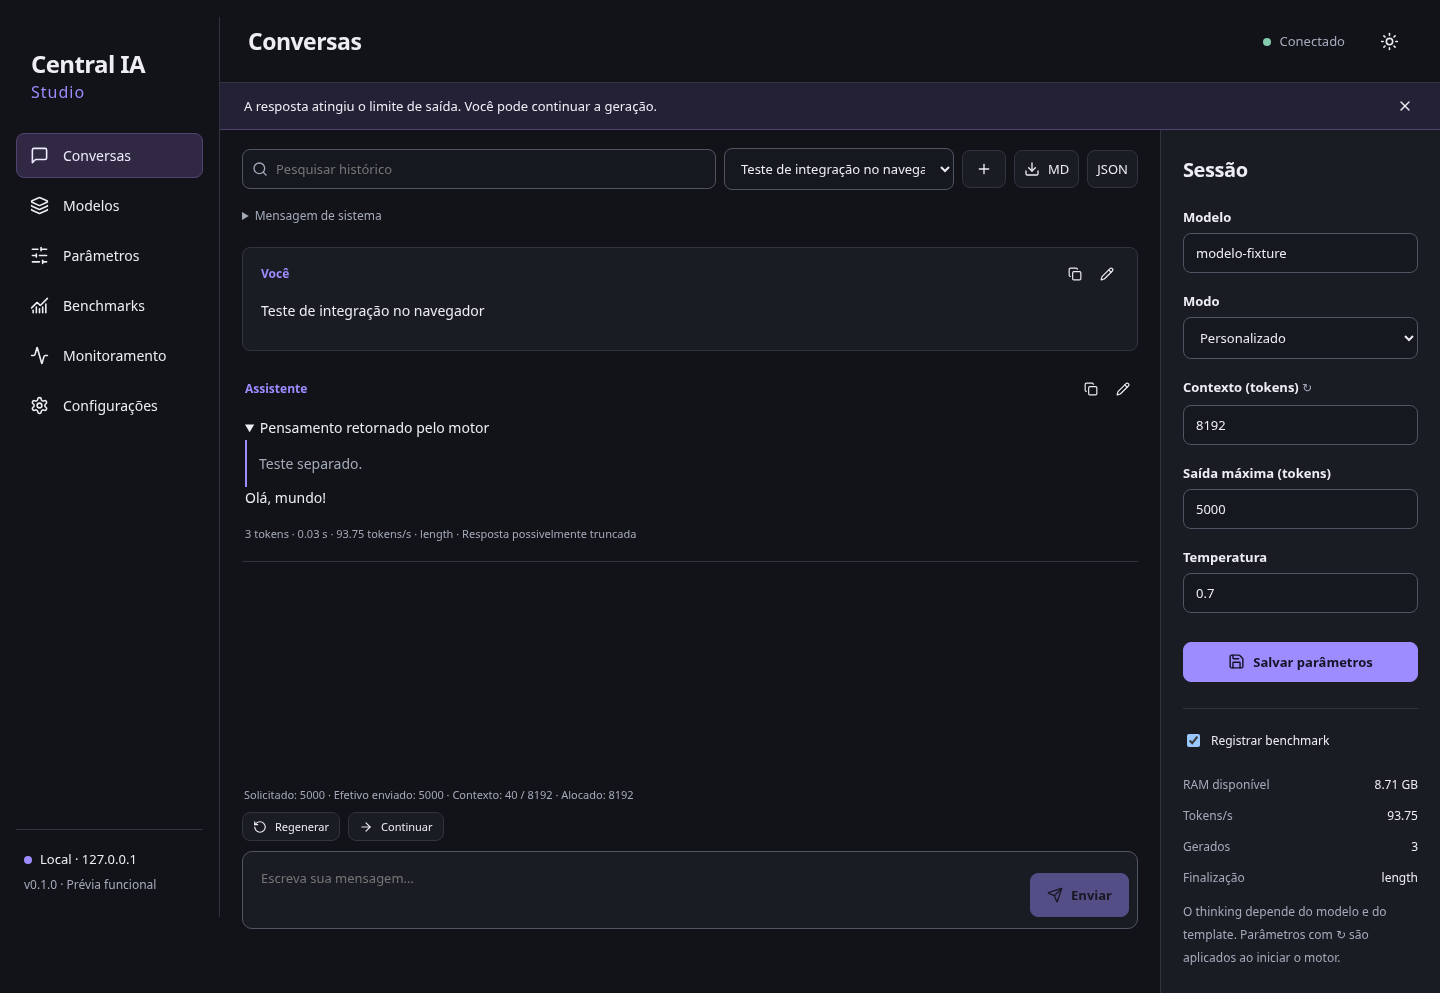 Central IA
Studio
Conversas
Modelos
Parâmetros
Benchmarks
Monitoramento
Configurações
Local · 127.0.0.1
v0.1.0 · Prévia funcional
Conversas
Conectado
A resposta atingiu o limite de saída. Você pode continuar a geração.
Pesquisar histórico
Teste de integração no navega
MD
JSON
Mensagem de sistema
Você
Teste de integração no navegador
Assistente
Pensamento retornado pelo motor
Teste separado.
Olá, mundo!
3 tokens · 0.03 s · 93.75 tokens/s · length · Resposta possivelmente truncada
Solicitado: 5000 · Efetivo enviado: 5000 · Contexto: 40 / 8192 · Alocado: 8192
Regenerar
Continuar
Escreva sua mensagem...
Enviar
Sessão
Modelo
modelo-fixture
Modo
Personalizado
Contexto (tokens) ↻
8192
Saída máxima (tokens)
5000
Temperatura
0.7
Salvar parâmetros
Registrar benchmark
RAM disponível 8.71 GB
Tokens/s 93.75
Gerados 3
Finalização length
O thinking depende do modelo e do
template. Parâmetros com ↻ são
aplicados ao iniciar o motor.